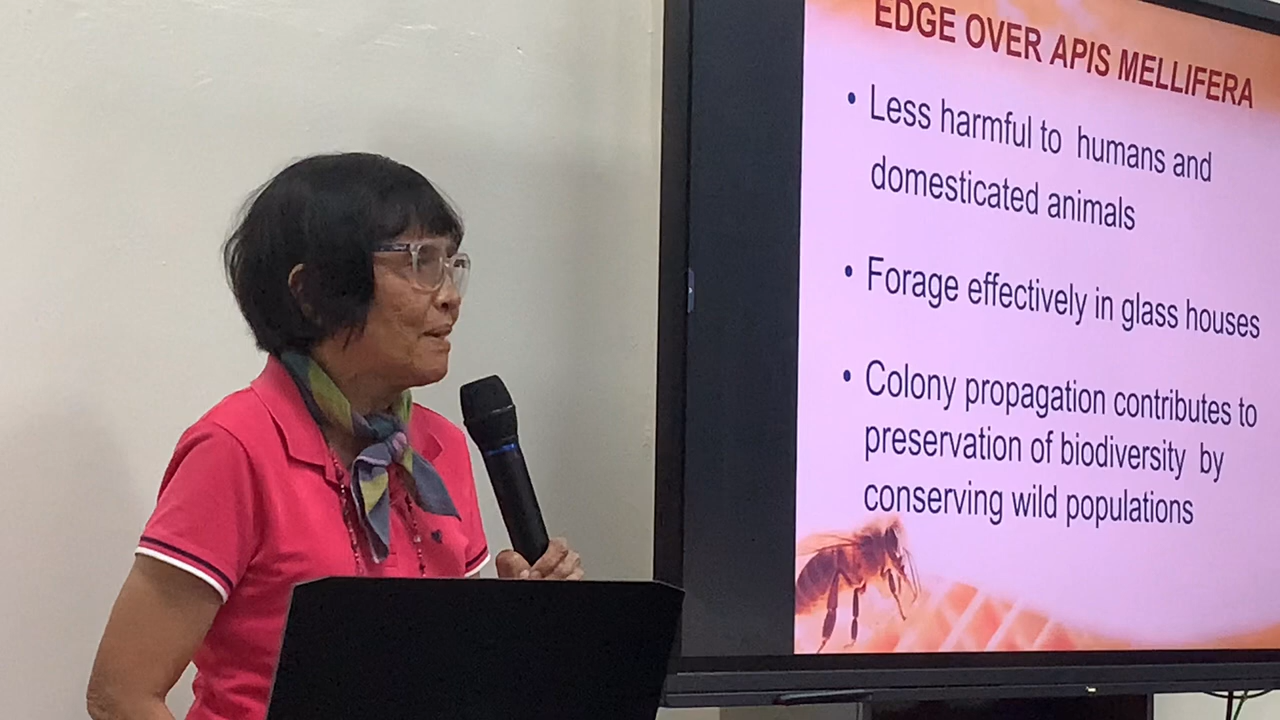 EDGE OVER APIS MELLIFERA
• Less harmful to humans and
domesticated animals
• Forage effectively in glass houses
• Colony propagation contributes to
preservation of biodiversity by
conserving wild populations